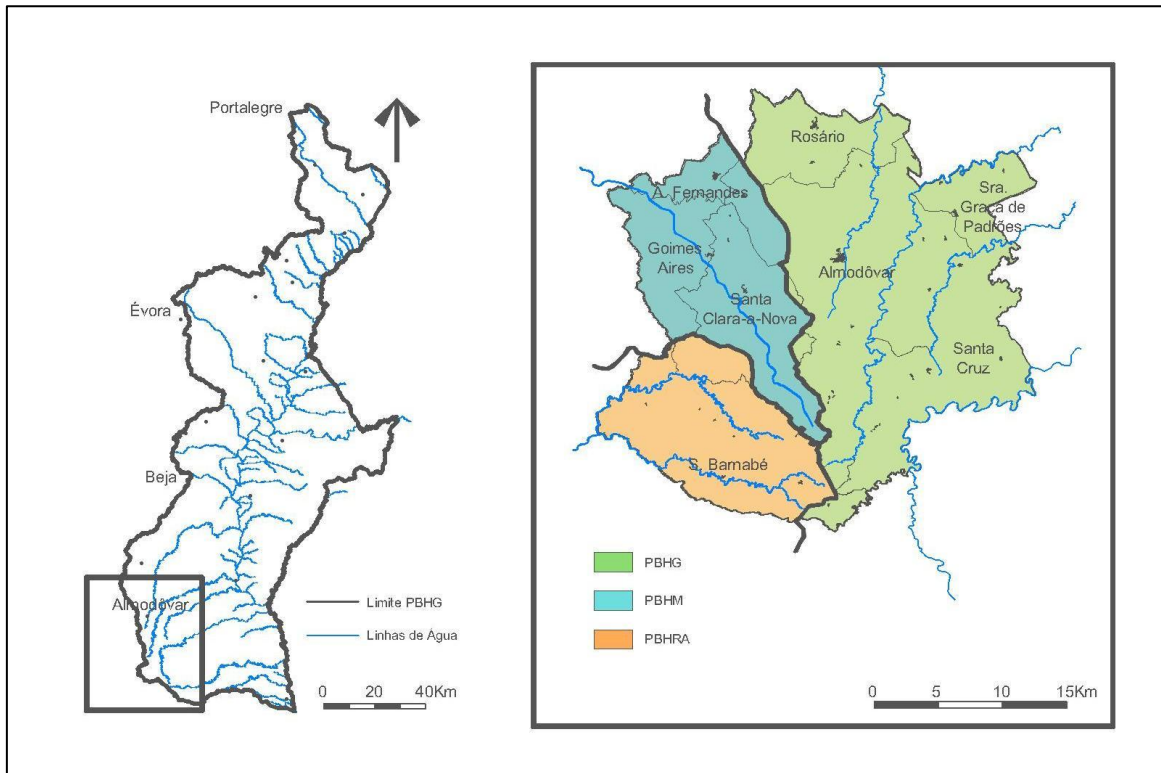 Portalegre
Évora
Beja
Almodôvar
Limite PBHG
Linhas de Água
0 20 40Km
Rosário
A. Fernandes
Sra.
Graça de
Padrões
Goimes
Aires
Almodôvar
Santa
Clara-a-Nova
Santa
Cruz
S. Barnabé
PBHG
PBHM
PBHRA
0 5 10 15Km